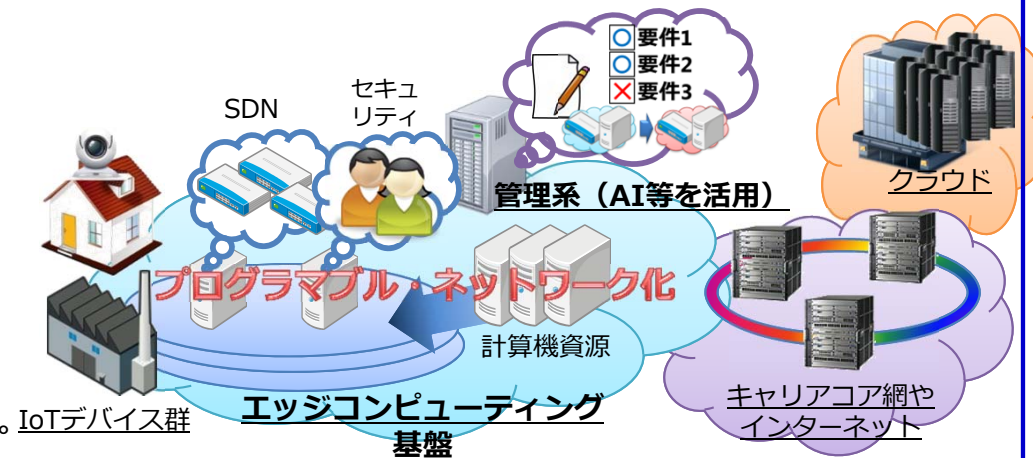 要件1
要件2
要件3
SDN
セキュ
リティ
管理系（AI等を活用）
クラウド
プログラマブル・ネットワーク化
計算機資源
キャリアコア網や
インターネット
エッジコンピューティング
基盤
。
IoTデバイス群